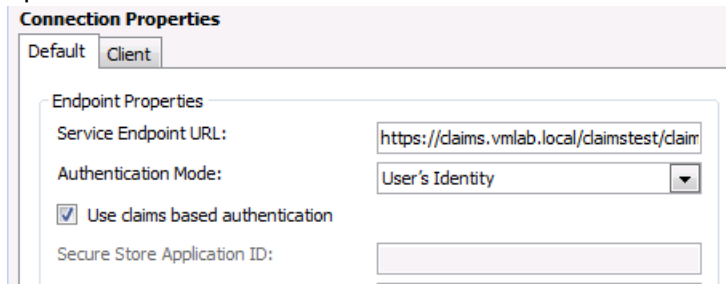 Connection Properties
Default Client
Endpoint Properties
Service Endpoint URL: https://claims.vmlab.local/claimstest/claim
Authentication Mode: User's Identity
Use claims based authentication
Secure Store Application ID: